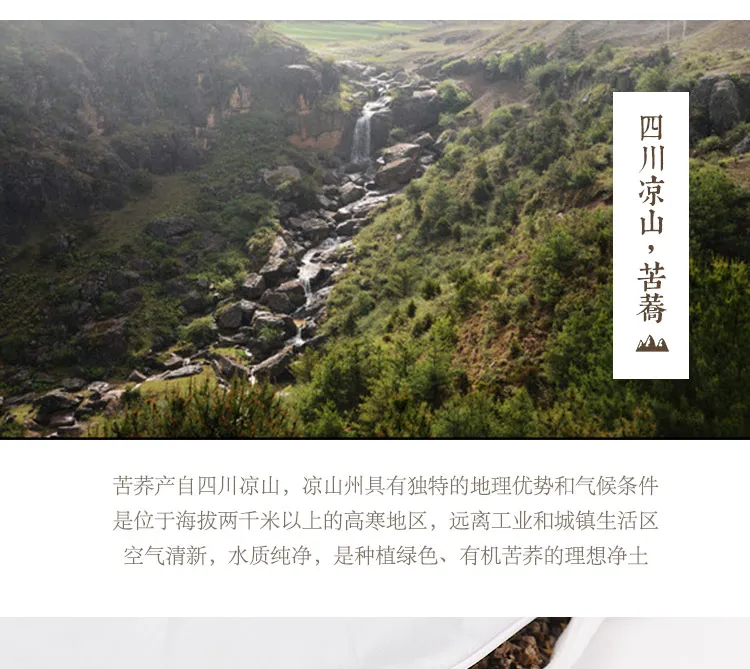 四川凉山，苦蕎
苦荞产自四川凉山，凉山州具有独特的地理优势和气候条件
是位于海拔两千米以上的高寒地区，远离工业和城镇生活区
空气清新，水质纯净，是种植绿色、有机苦荞的理想净土